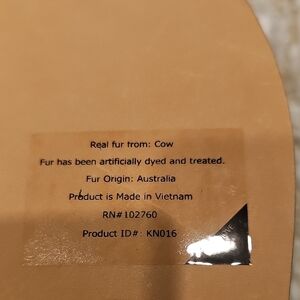 Real fur from: Cow
Fur has been artificially dyed and treated.
Fur Origin: Australia
Product is Made in Vietnam
RN#102760
Product ID#: KN016